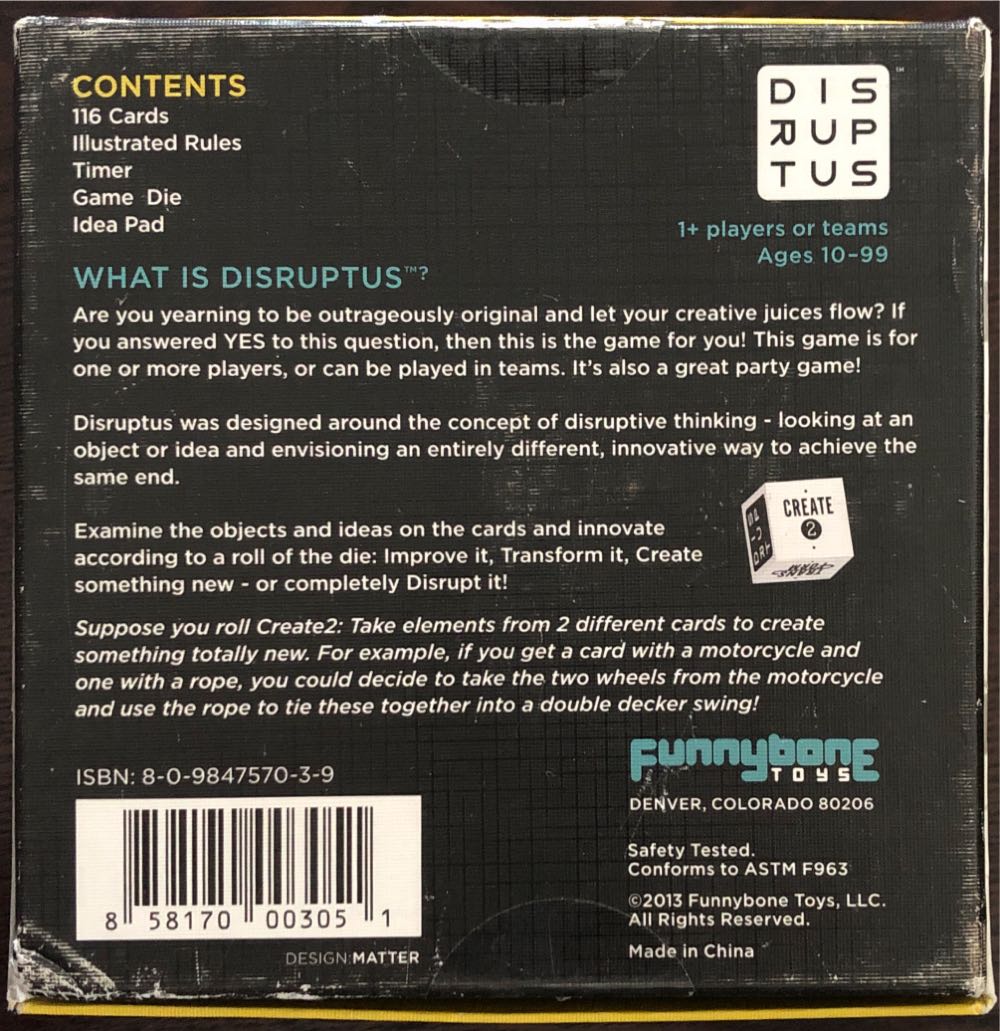 CONTENTS
116 Cards
Illustrated Rules
Timer
Game Die
Idea Pad
DIS
RUP
TUS
™
1+ players or teams
Ages 10-99
WHAT IS DISRUPTUS™?
Are you yearning to be outrageously original and let your creative juices flow? If
you answered YES to this question, then this is the game for you! This game is for
one or more players, or can be played in teams. It's also a great party game!
Disruptus was designed around the concept of disruptive thinking - looking at an
object or idea and envisioning an entirely different, innovative way to achieve the
same end.
Examine the objects and ideas on the cards and innovate
according to a roll of the die: Improve it, Transform it, Create
something new - or completely Disrupt it!
CREATE
2
Suppose you roll Create2: Take elements from 2 different cards to create
something totally new. For example, if you get a card with a motorcycle and
one with a rope, you could decide to take the two wheels from the motorcycle
and use the rope to tie these together into a double decker swing!
ISBN: 8-0-9847570-3-9
8 58170 00305 1
DESIGN:MATTER
Funnybone
TOYS
DENVER, COLORADO 80206
Safety Tested.
Conforms to ASTM F963
©2013 Funnybone Toys, LLC.
All Rights Reserved.
Made in China